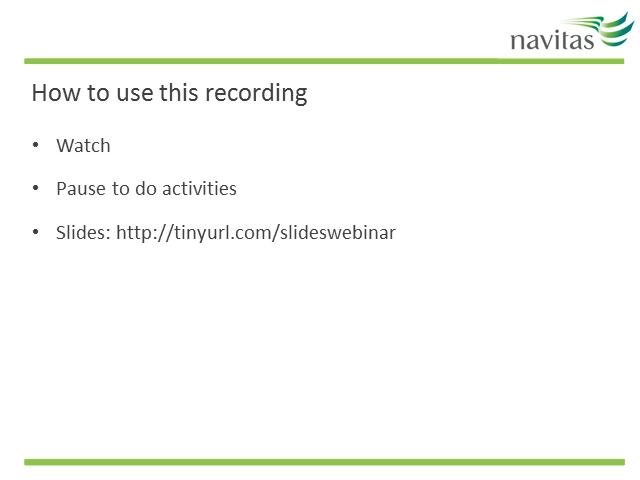 navitas
How to use this recording
• Watch
• Pause to do activities
• Slides: http://tinyurl.com/slideswebinar